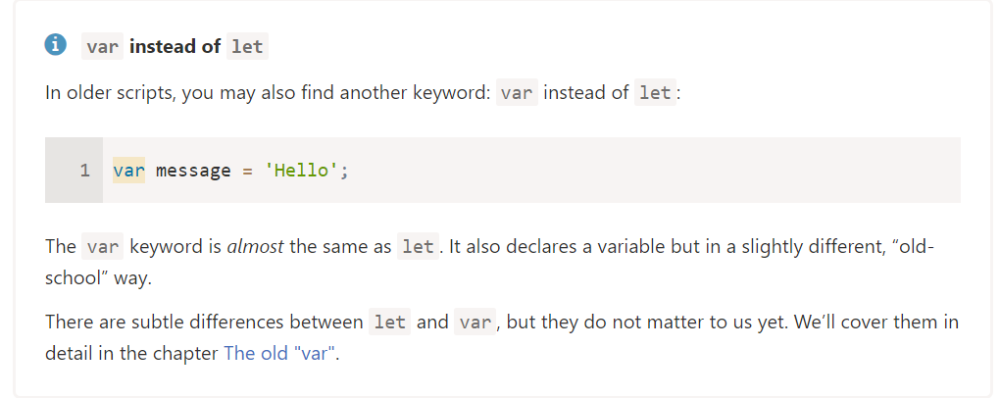 var instead of let
In older scripts, you may also find another keyword: var instead of let:
1 var message = 'Hello';
The var keyword is almost the same as let. It also declares a variable but in a slightly different, “old-
school” way.
There are subtle differences between let and var, but they do not matter to us yet. We’ll cover them in
detail in the chapter The old "var".